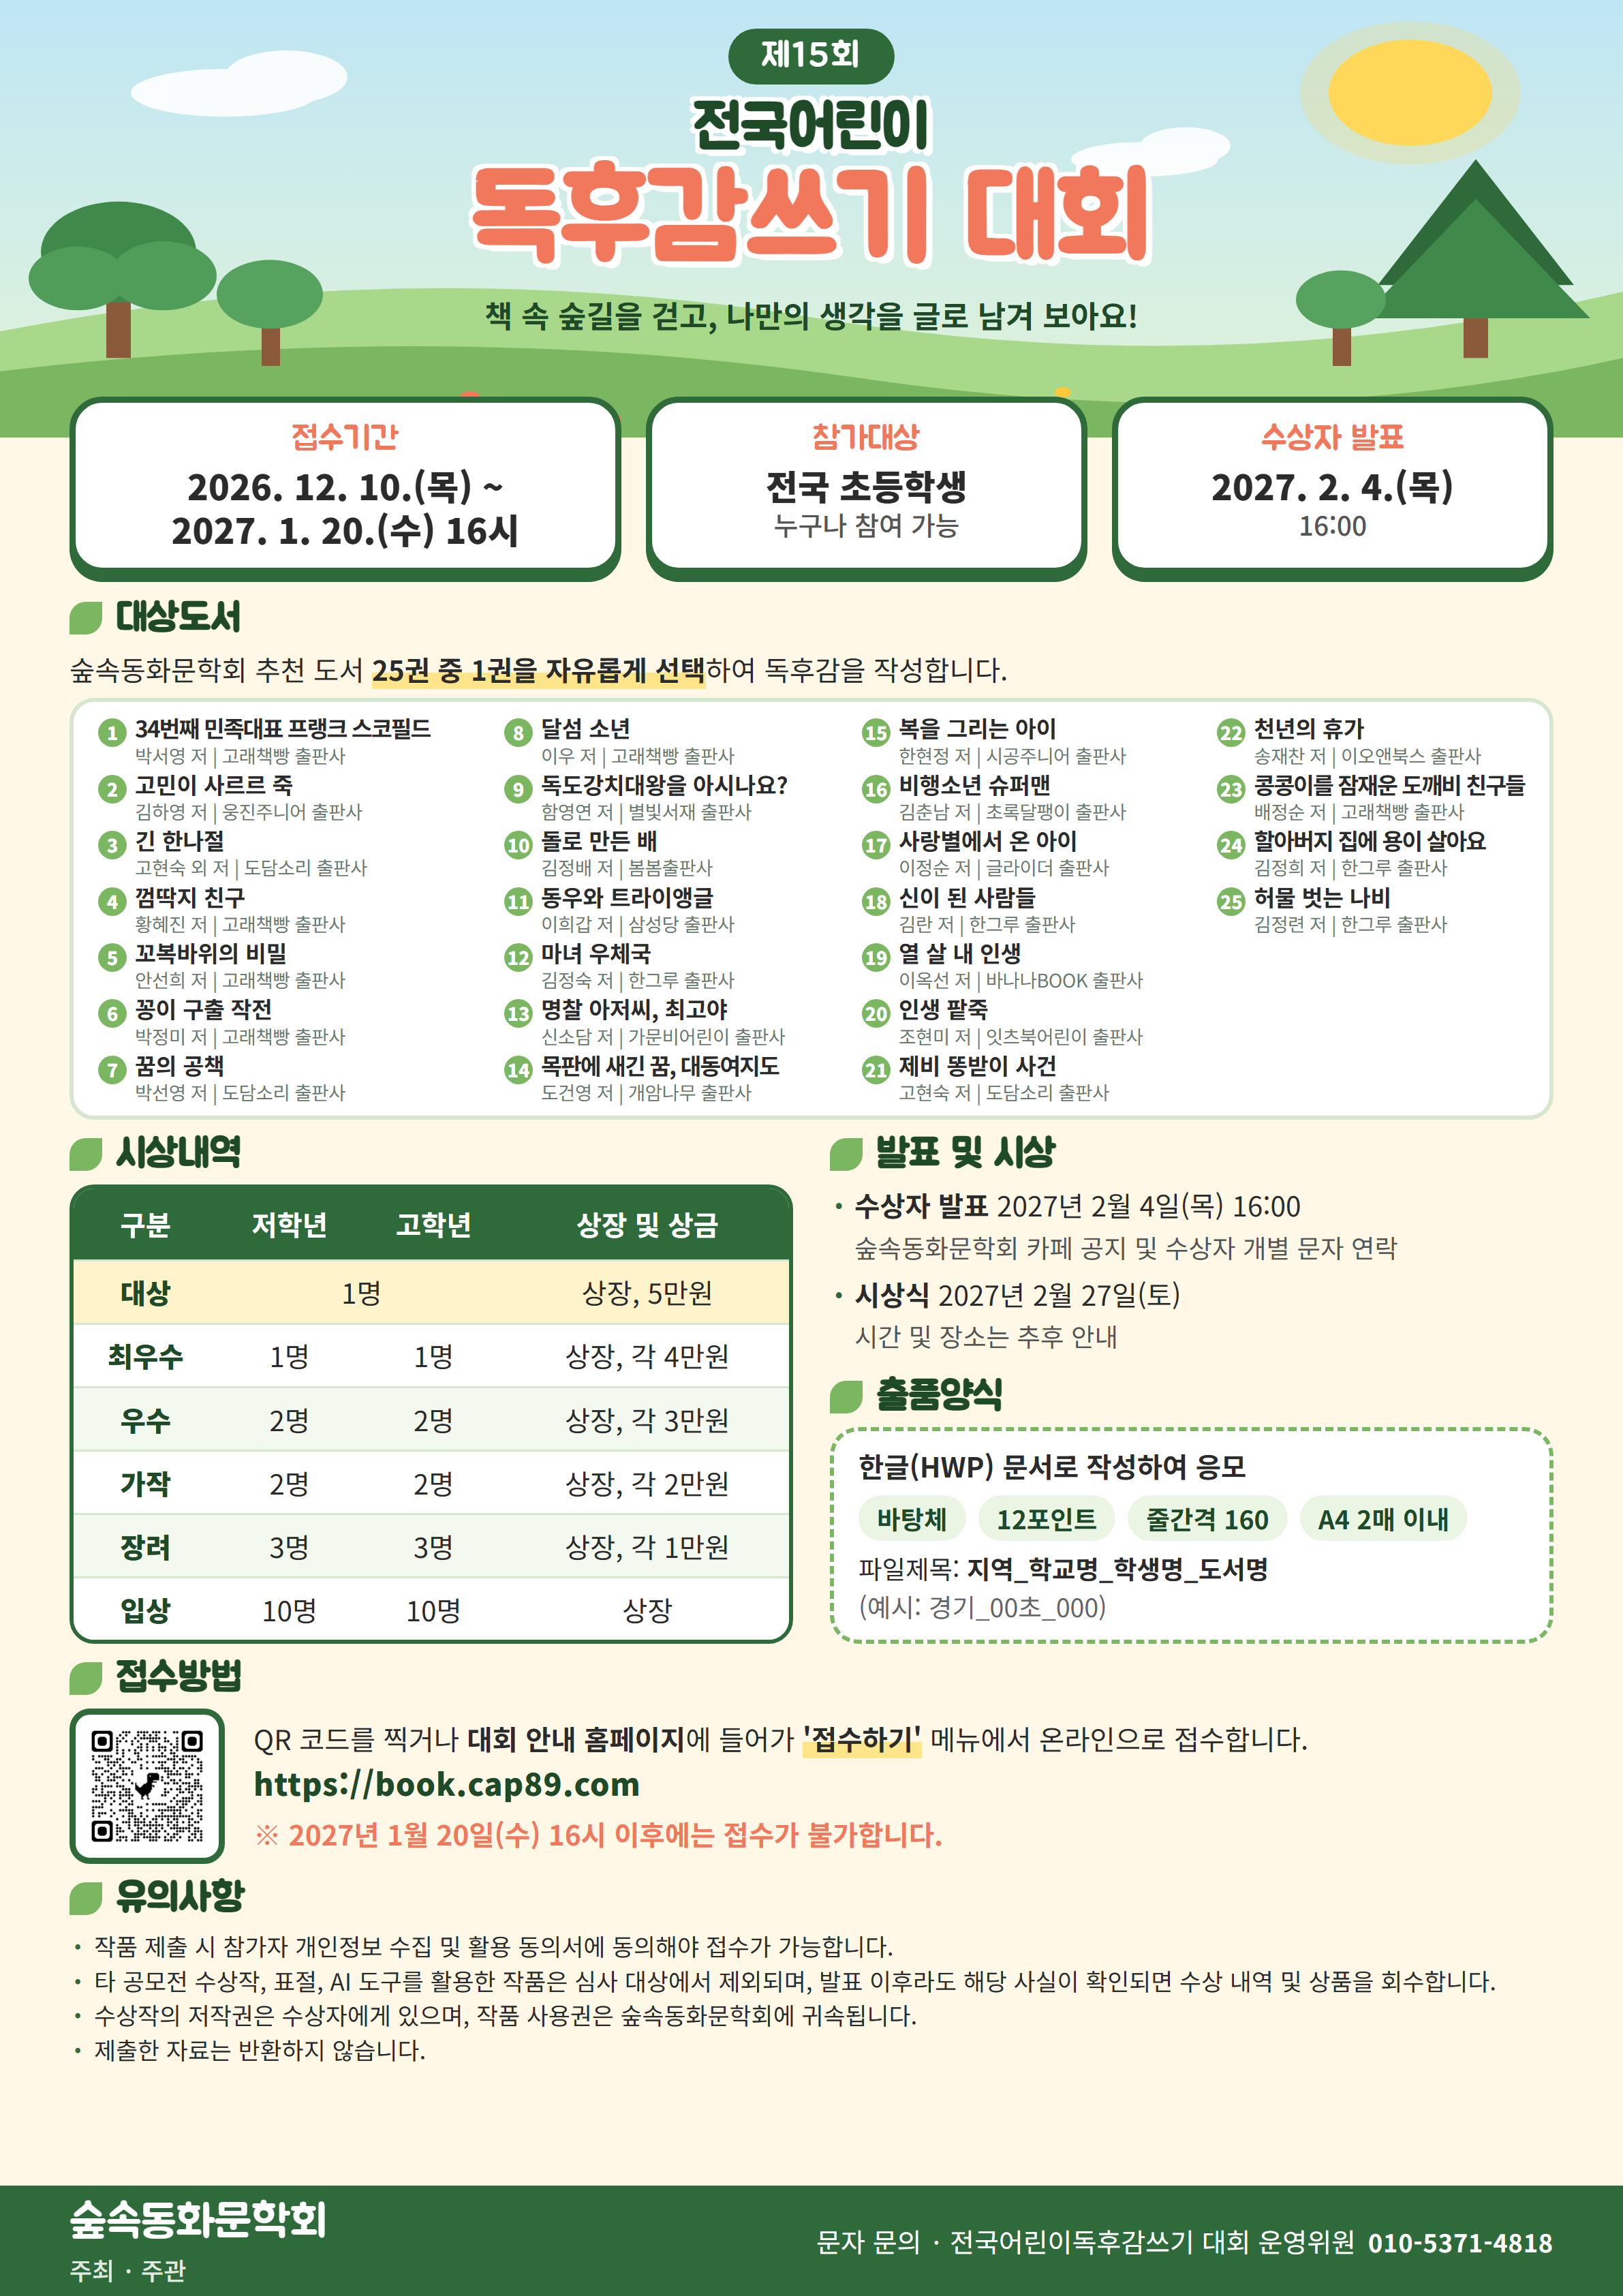 제15회
전국어린이
독후감쓰기 대회
책 속 숲길을 걷고, 나만의 생각을 글로 남겨 보아요!
접수기간
2026. 12. 10.(목) ~
2027. 1. 20.(수) 16시
참가대상
전국 초등학생
누구나 참여 가능
수상자 발표
2027. 2. 4.(목)
16:00
대상도서
숲속동화문학회 추천 도서 25권 중 1권을 자유롭게 선택하여 독후감을 작성합니다.
1 34번째 민족대표 프랭크 스코필드
박서영 저 | 고래책빵 출판사
2 고민이 사르르 죽
김하영 저 | 웅진주니어 출판사
3 긴 한나절
고현숙 외 저 | 도담소리 출판사
4 껌딱지 친구
황혜진 저 | 고래책빵 출판사
5 꼬복바위의 비밀
안선희 저 | 고래책빵 출판사
6 꽁이 구출 작전
박정미 저 | 고래책빵 출판사
7 꿈의 공책
박선영 저 | 도담소리 출판사
8 달섬 소년
이우 저 | 고래책빵 출판사
9 독도강치대왕을 아시나요?
함영연 저 | 별빛서재 출판사
10 돌로 만든 배
김정배 저 | 봄봄출판사
11 동우와 트라이앵글
이희갑 저 | 삼성당 출판사
12 마녀 우체국
김정숙 저 | 한그루 출판사
13 명찰 아저씨, 최고야
신소담 저 | 가문비어린이 출판사
14 목판에 새긴 꿈, 대동여지도
도건영 저 | 개암나무 출판사
15 복을 그리는 아이
한현정 저 | 시공주니어 출판사
16 비행소년 슈퍼맨
김춘남 저 | 초록달팽이 출판사
17 사랑별에서 온 아이
이정순 저 | 글라이더 출판사
18 신이 된 사람들
김란 저 | 한그루 출판사
19 열 살 내 인생
이옥선 저 | 바나나BOOK 출판사
20 인생 팥죽
조현미 저 | 잇츠북어린이 출판사
21 제비 똥받이 사건
고현숙 저 | 도담소리 출판사
22 천년의 휴가
송재찬 저 | 이오앤북스 출판사
23 콩콩이를 잠재운 도깨비 친구들
배정순 저 | 고래책빵 출판사
24 할아버지 집에 용이 살아요
김정희 저 | 한그루 출판사
25 허물 벗는 나비
김정련 저 | 한그루 출판사
시상내역
구분 저학년 고학년 상장 및 상금
대상 1명 상장, 5만원
최우수 1명 1명 상장, 각 4만원
우수 2명 2명 상장, 각 3만원
가작 2명 2명 상장, 각 2만원
장려 3명 3명 상장, 각 1만원
입상 10명 10명 상장
발표 및 시상
• 수상자 발표 2027년 2월 4일(목) 16:00
숲속동화문학회 카페 공지 및 수상자 개별 문자 연락
• 시상식 2027년 2월 27일(토)
시간 및 장소는 추후 안내
출품양식
한글(HWP) 문서로 작성하여 응모
바탕체 12포인트 줄간격 160 A4 2매 이내
파일제목: 지역_학교명_학생명_도서명
(예시: 경기_00초_000)
접수방법
QR 코드를 찍거나 대회 안내 홈페이지에 들어가 '접수하기' 메뉴에서 온라인으로 접수합니다.
https://book.cap89.com
※ 2027년 1월 20일(수) 16시 이후에는 접수가 불가합니다.
유의사항
• 작품 제출 시 참가자 개인정보 수집 및 활용 동의서에 동의해야 접수가 가능합니다.
• 타 공모전 수상작, 표절, AI 도구를 활용한 작품은 심사 대상에서 제외되며, 발표 이후라도 해당 사실이 확인되면 수상 내역 및 상품을 회수합니다.
• 수상작의 저작권은 수상자에게 있으며, 작품 사용권은 숲속동화문학회에 귀속됩니다.
• 제출한 자료는 반환하지 않습니다.
숲속동화문학회
주최 · 주관
문자 문의 · 전국어린이독후감쓰기 대회 운영위원 010-5371-4818